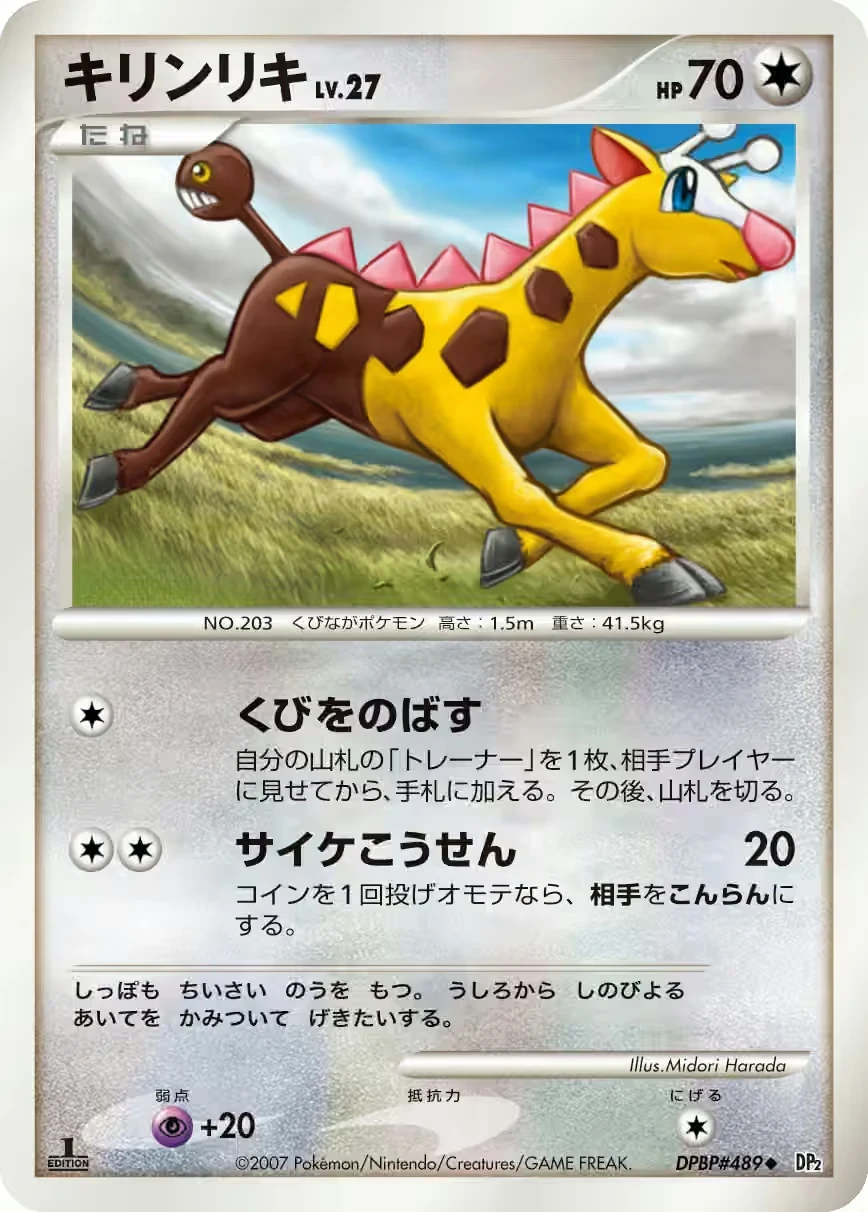 キリンリキ LV.27 HP 70
たね
NO.203 くびながポケモン 高さ：1.5m 重さ：41.5kg
くびをのばす
自分の山札の「トレーナー」を1枚、相手プレイヤー
に見せてから、手札に加える。その後、山札を切る。
サイケこうせん 20
コインを1回投げオモテなら、相手をこんらんに
する。
しっぽも ちいさい のうを もつ。 うしろから しのびよる
あいてを かみついて げきたいする。
Illus.Midori Harada
弱点 抵抗力 にげる
+20
1 EDITION ©2007 Pokémon/Nintendo/Creatures/GAME FREAK. DPBP#489◆ DP2